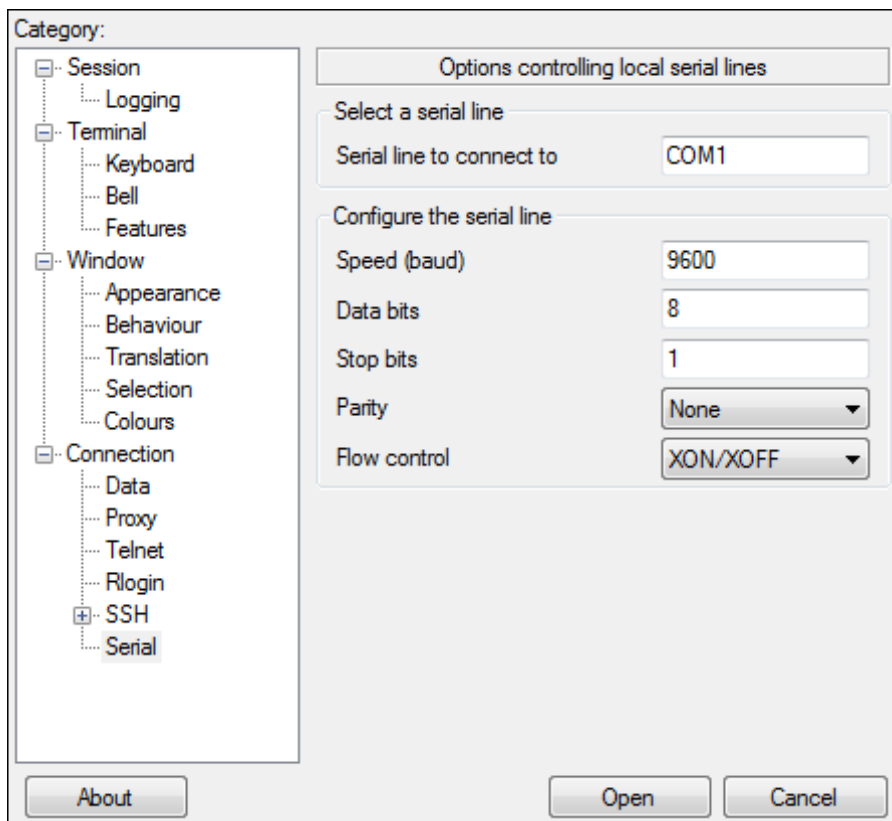 Category:
Session
Logging
Terminal
Keyboard
Bell
Features
Window
Appearance
Behaviour
Translation
Selection
Colours
Connection
Data
Proxy
Telnet
Rlogin
SSH
Serial
Options controlling local serial lines
Select a serial line
Serial line to connect to COM1
Configure the serial line
Speed (baud) 9600
Data bits 8
Stop bits 1
Parity None
Flow control XON/XOFF
About Open Cancel